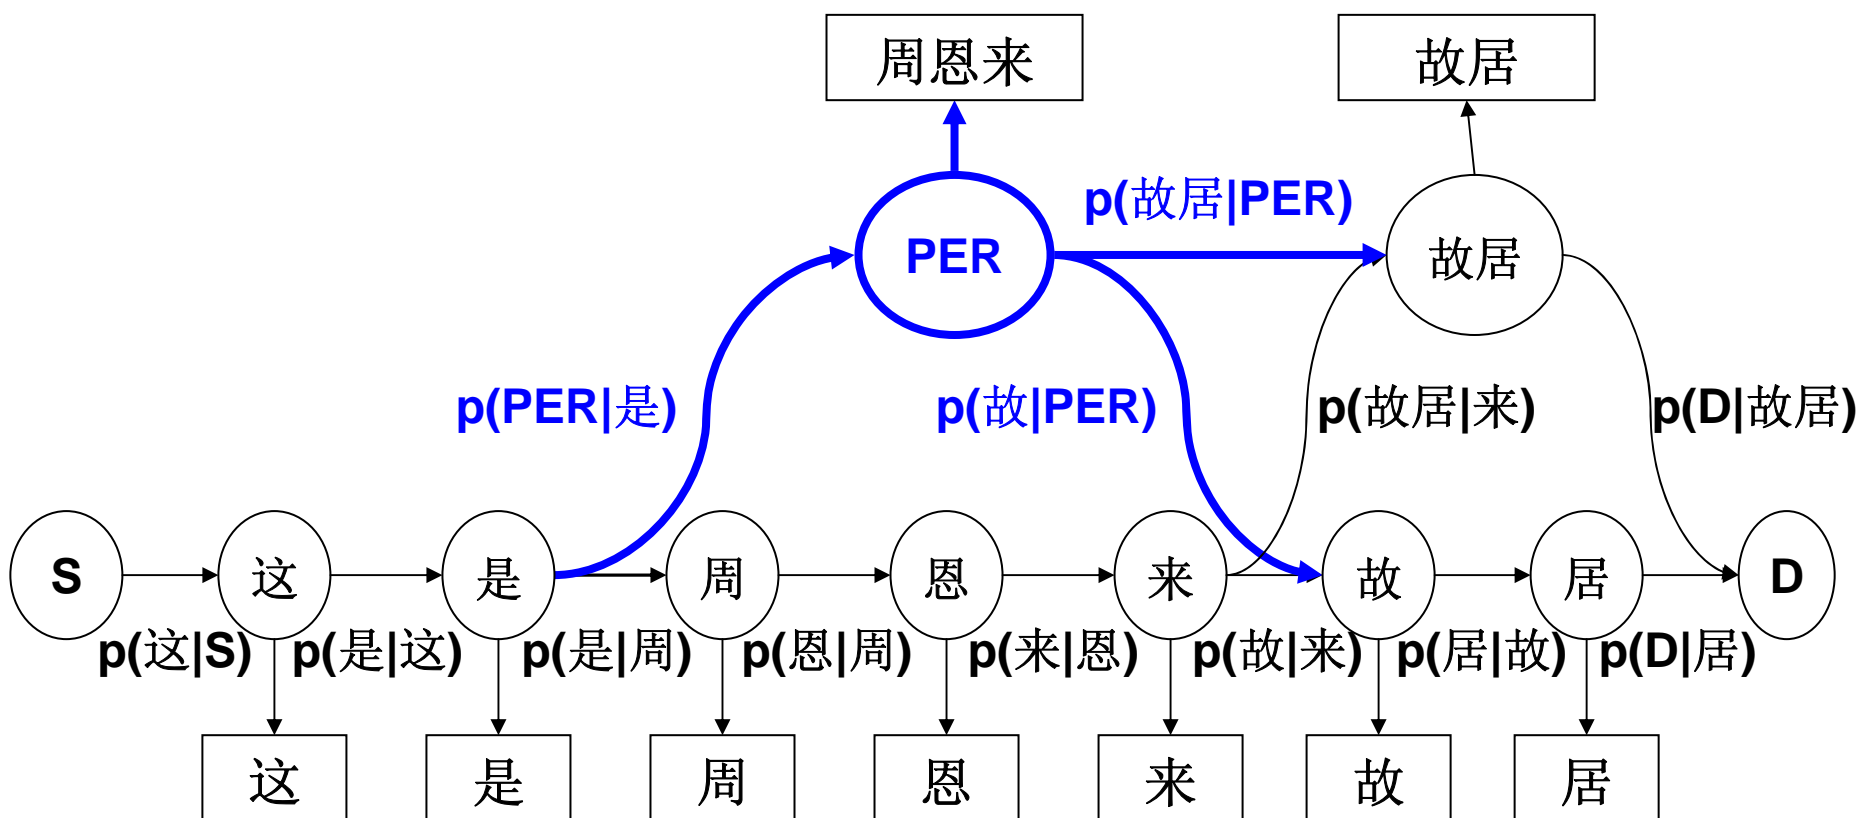 周恩来 故居
p(故居|PER)
PER 故居
p(PER|是) p(故|PER) p(故居|来) p(D|故居)
S 这 是 周 恩 来 故 居 D
p(这|S) p(是|这) p(是|周) p(恩|周) p(来|恩) p(故|来) p(居|故) p(D|居)
这 是 周 恩 来 故 居